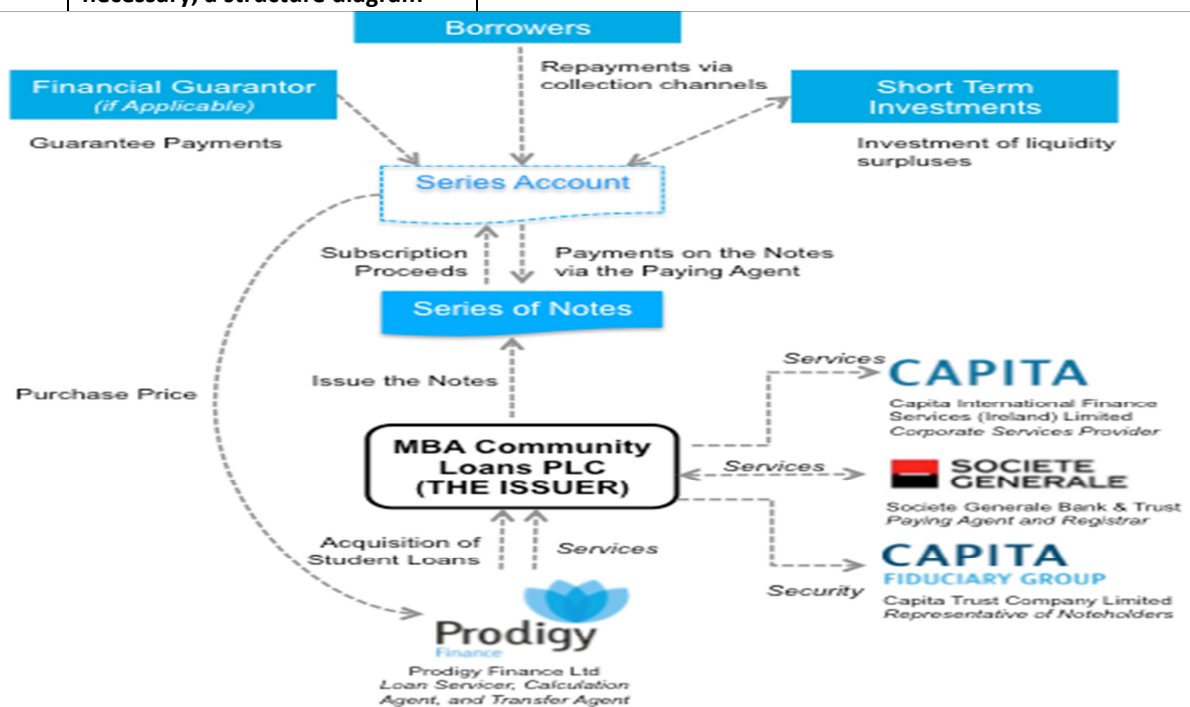 necessary, a structure diagram
Borrowers
Repayments via
collection channels
Financial Guarantor
(if Applicable)
Guarantee Payments
Short Term
Investments
Investment of liquidity
surpluses
Series Account
Subscription
Proceeds
Payments on the Notes
via the Paying Agent
Series of Notes
Purchase Price
Issue the Notes
MBA Community
Loans PLC
(THE ISSUER)
Services
CAPITA
Capita International Finance
Services (Ireland) Limited
Corporate Services Provider
Services
SOCIETE
GENERALE
Societe Generale Bank & Trust
Paying Agent and Registrar
Security
CAPITA
FIDUCIARY GROUP
Capita Trust Company Limited
Representative of Noteholders
Acquisition of
Student Loans
Services
Prodigy
Finance
Prodigy Finance Ltd
Loan Servicer, Calculation
Agent, and Transfer Agent